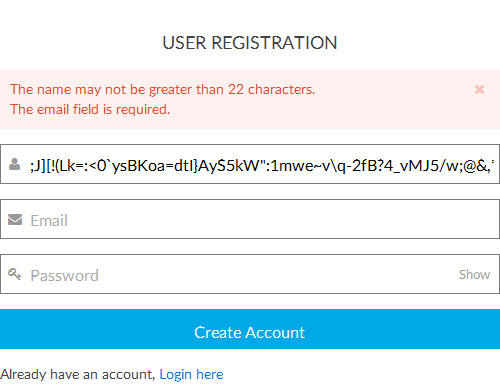 USER REGISTRATION
The name may not be greater than 22 characters.
The email field is required.
;J][!(Lk=:<0`ysBKoa=dtI}AyS5kW":1mwe~v\q-2fB?4_vMJ5/w;@&,'
Email
Password Show
Create Account
Already have an account, Login here